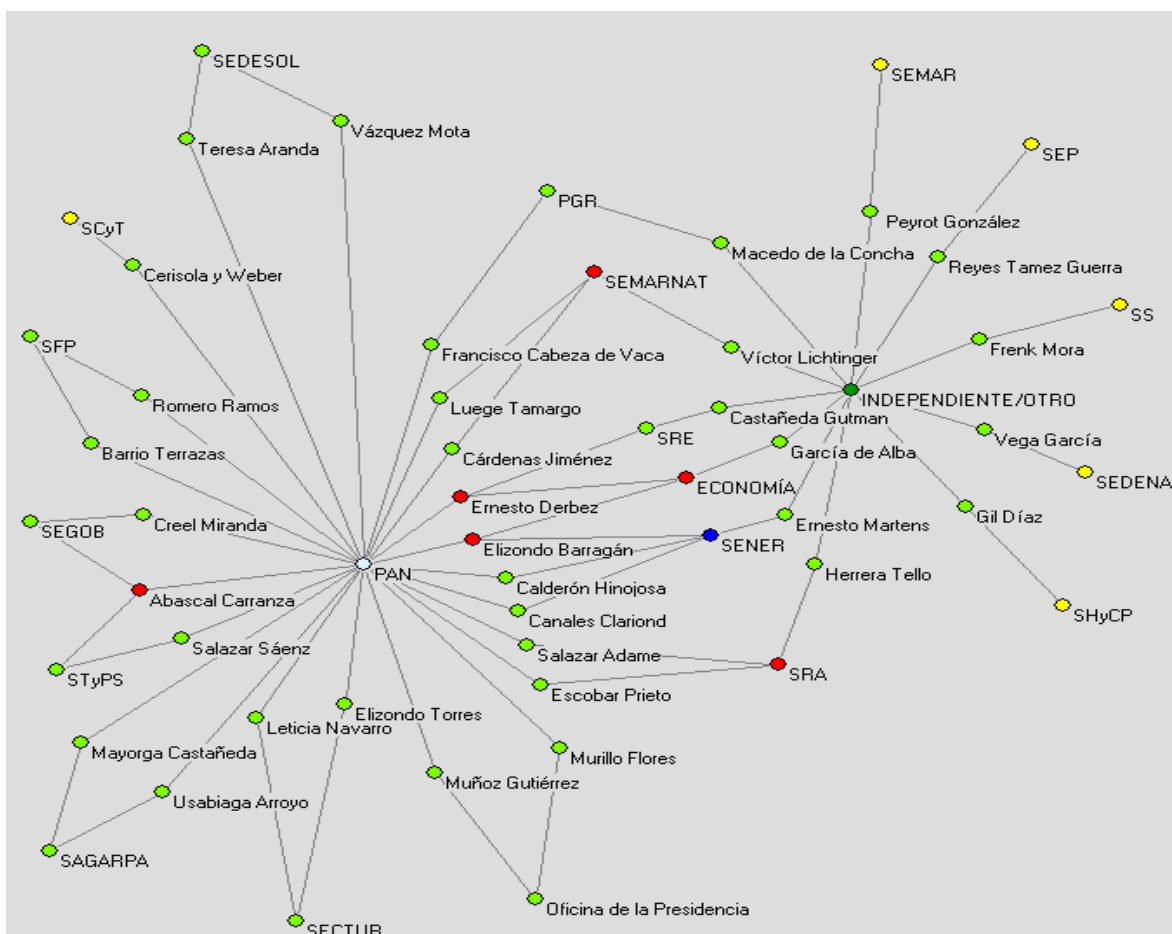 SEDESOL
SEMAR
Vázquez Mota
Teresa Aranda
SEP
PGR
Peyrot González
SCyT
Macedo de la Concha
Reyes Tamez Guerra
Cerisola y Weber
SEMARNAT
SS
SFP
Francisco Cabeza de Vaca
Víctor Lichtinger
Frenk Mora
INDEPENDIENTE/OTRO
Romero Ramos
Luege Tamargo
Castañeda Gutman
SRE
Vega García
Barrio Terrazas
García de Alba
Cárdenas Jiménez
SEDENA
ECONOMÍA
Ernesto Derbez
Gil Díaz
Creel Miranda
Ernesto Martens
SEGOB
SENER
Elizondo Barragán
PAN
Herrera Tello
Calderón Hinojosa
Abascal Carranza
SHyCP
Canales Clariond
Salazar Sáenz
Salazar Adame
SRA
STyPS
Escobar Prieto
Elizondo Torres
Leticia Navarro
Mayorga Castañeda
Murillo Flores
Muñoz Gutiérrez
Usabiaga Arroyo
SAGARPA
Oficina de la Presidencia
SECTUR